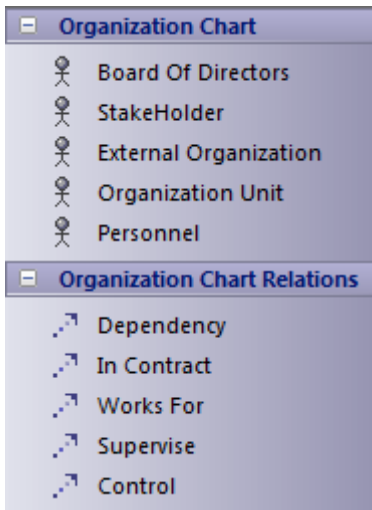 Organization Chart
Board Of Directors
StakeHolder
External Organization
Organization Unit
Personnel
Organization Chart Relations
Dependency
In Contract
Works For
Supervise
Control